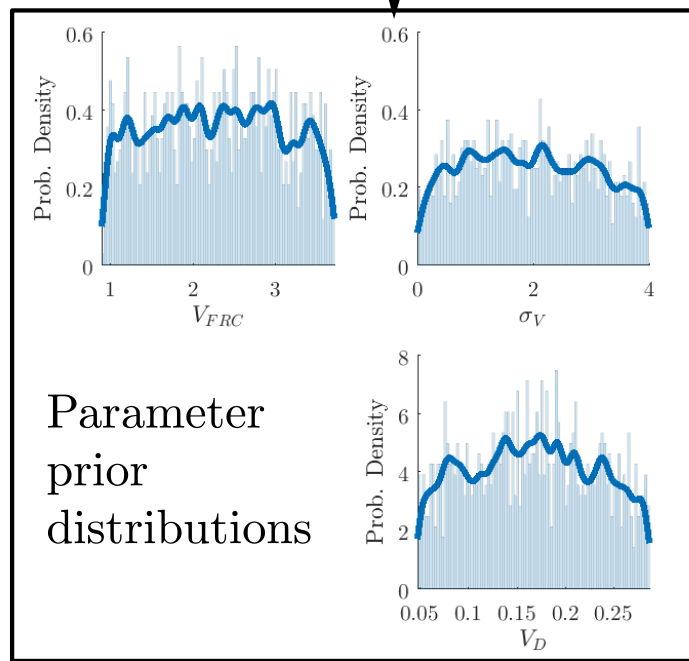 0.6
0.4
0.2
0
Prob. Density
1 2 3
V_{FRC}
0.6
0.4
0.2
0
Prob. Density
0 2 4
σ_V
Parameter
prior
distributions
8
6
4
2
0
Prob. Density
0.05 0.1 0.15 0.2 0.25
V_D